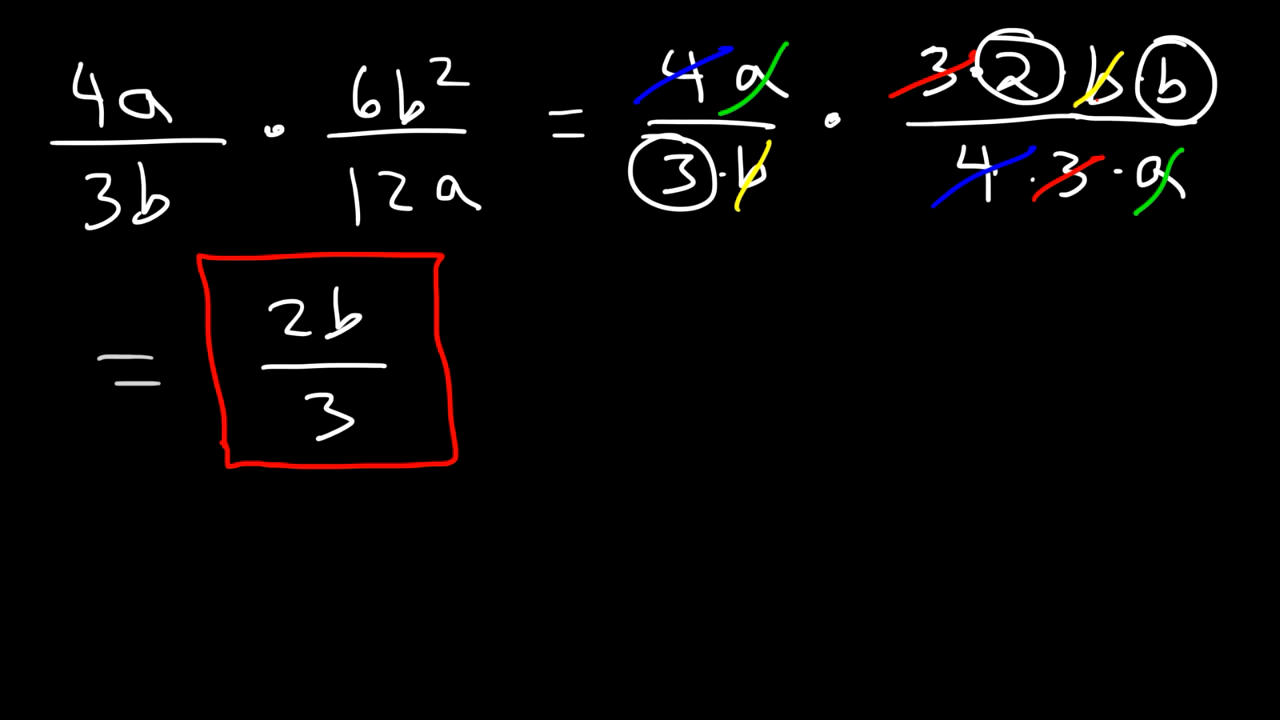 4a/3b · 6b²/12a = 4a/3·b · 3·2·b·b/4·3·a
= 2b/3